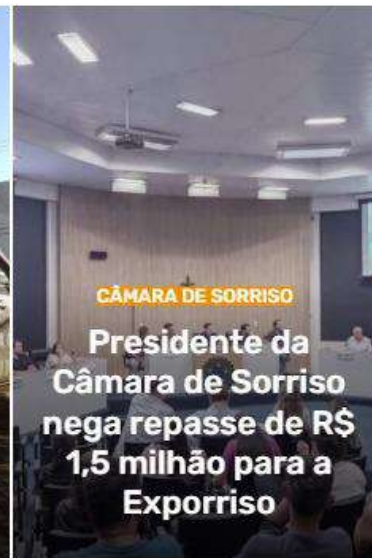 CÂMARA DE SORRISO
Presidente da
Câmara de Sorriso
nega repasse de R$
1,5 milhão para a
Exporriso